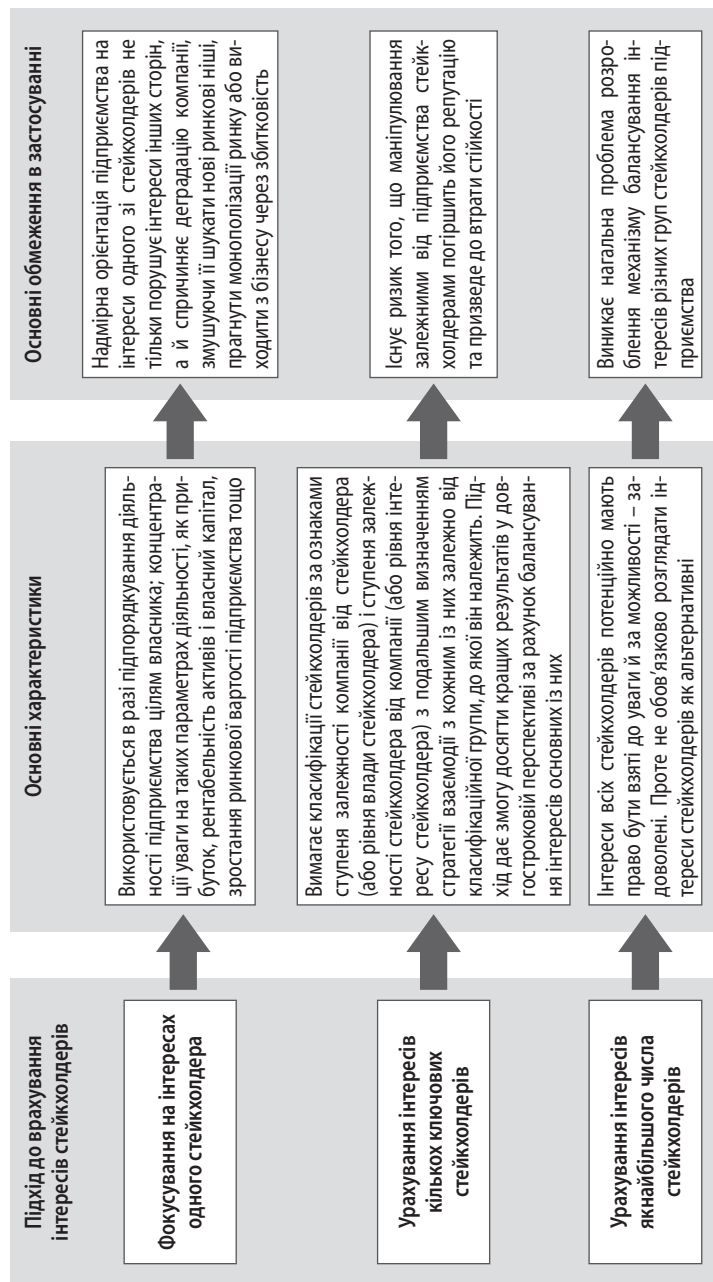 Підхід до врахування
інтересів стейкхолдерів
Основні характеристики
Основні обмеження в застосуванні
Фокусування на інтересах
одного стейкхолдера
Використовується в разі підпорядкування діяль-
ності підприємства цілям власника; концентра-
ції уваги на таких параметрах діяльності, як при-
буток, рентабельність активів і власний капітал,
зростання ринкової вартості підприємства тощо
Надмірна орієнтація підприємства на
інтереси одного зі стейкхолдерів не
тільки порушує інтереси інших сторін,
а й спричиняє деградацію компанії,
змушуючи її шукати нові ринкові ніші,
прагнути монополізації ринку або ви-
ходити з бізнесу через збитковість
Урахування інтересів
кількох ключових
стейкхолдерів
Вимагає класифікації стейкхолдерів за ознаками
ступеня залежності компанії від стейкхолдера
(або рівня влади стейкхолдера) і ступеня залеж-
ності стейкхолдера від компанії (або рівня інте-
ресу стейкхолдера) з подальшим визначенням
стратегії взаємодії з кожним із них залежно від
класифікаційної групи, до якої він належить. Під-
хід дає змогу досягти кращих результатів у дов-
гостроковій перспективі за рахунок балансуван-
ня інтересів основних із них
Існує ризик того, що маніпулювання
залежними від підприємства стейк-
холдерами погіршить його репутацію
та призведе до втрати стійкості
Урахування інтересів
якнайбільшого числа
стейкхолдерів
Інтереси всіх стейкхолдерів потенційно мають
право бути взяті до уваги й за можливості – за-
доволені. Проте не обов’язково розглядати ін-
тереси стейкхолдерів як альтернативні
Виникає нагальна проблема розро-
блення механізму балансування ін-
тересів різних груп стейкхолдерів під-
приємства